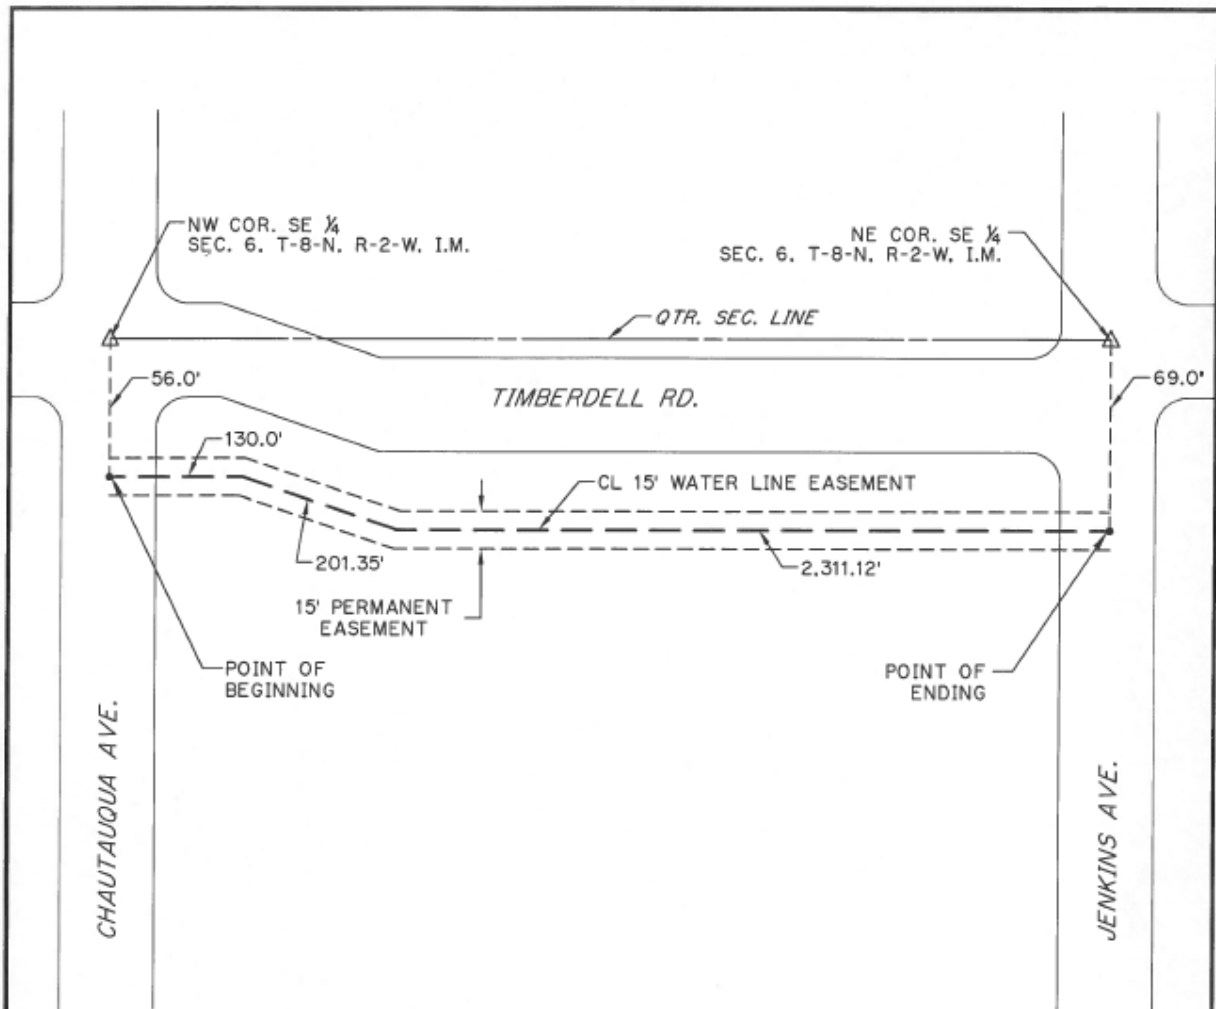 NW COR. SE ¼
SEC. 6, T-8-N, R-2-W, I.M.
NE COR. SE ¼
SEC. 6, T-8-N, R-2-W, I.M.
QTR. SEC. LINE
56.0'
69.0'
TIMBERDELL RD.
130.0'
CL 15' WATER LINE EASEMENT
201.35'
2,311.12'
15' PERMANENT
EASEMENT
POINT OF
BEGINNING
POINT OF
ENDING
CHAUTAUQUA AVE.
JENKINS AVE.